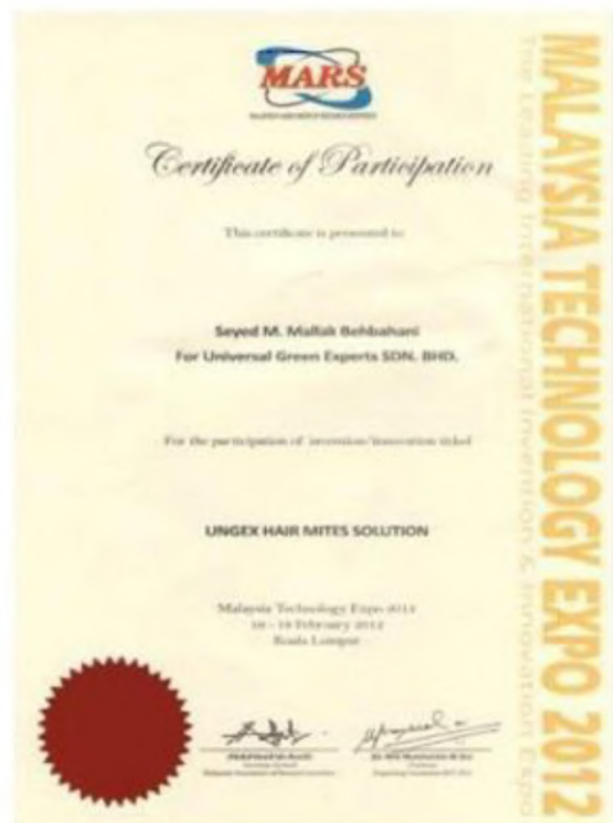 MARS
Certificate of Participation
This certificate is presented to
Seyed M. Mallak Behbahani
For Universal Green Experts SDN. BHD.
For the participation of invention/innovation titled
UNGEX HAIR MITES SOLUTION
Malaysia Technology Expo 2012
February 2012
Kuala Lumpur
MALAYSIA TECHNOLOGY EXPO 2012
The Leading International Invention & Innovation Expo